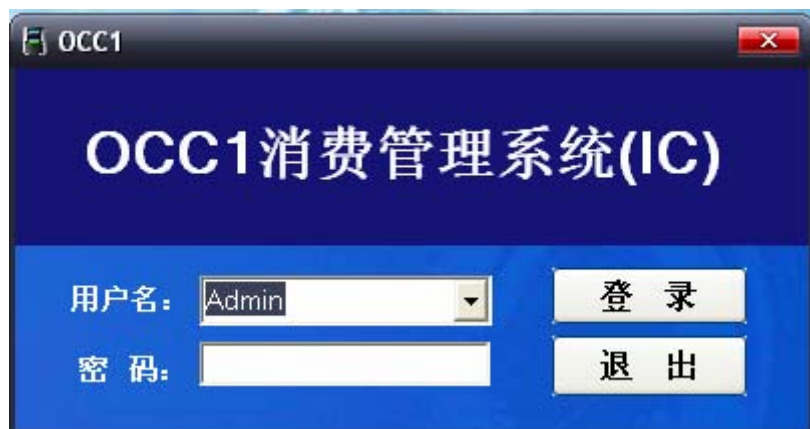 OCC1
OCC1消费管理系统(IC)
用户名： Admin 登 录
密 码： 退 出